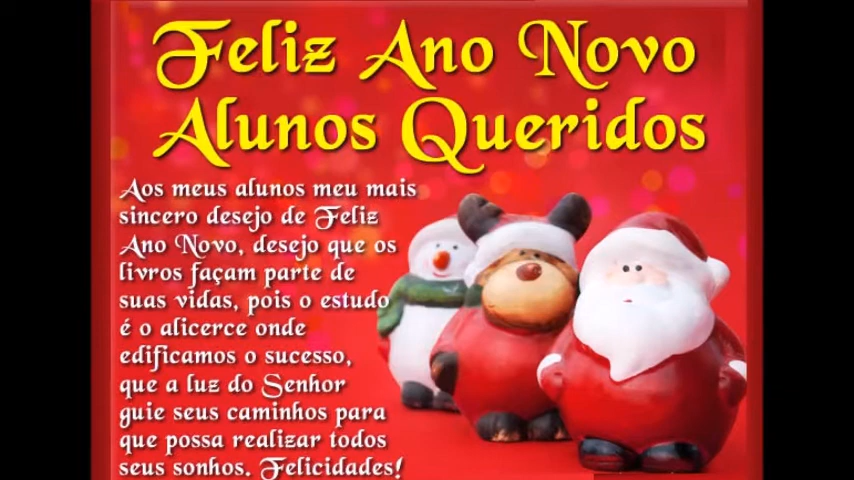 Feliz Ano Novo
Alunos Queridos
Aos meus alunos meu mais
sincero desejo de Feliz
Ano Novo, desejo que os
livros façam parte de
suas vidas, pois o estudo
é o alicerce onde
edificamos o sucesso,
que a luz do Senhor
guie seus caminhos para
que possa realizar todos
seus sonhos. Felicidades!